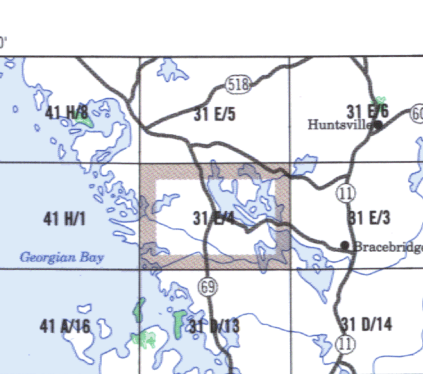 0'
518
41 H/8
31 E/5
31 E/6
60
Huntsville
11
41 H/1
31 E/4
31 E/3
Bracebridge
Georgian Bay
69
41 A/16
31 D/13
31 D/14
11